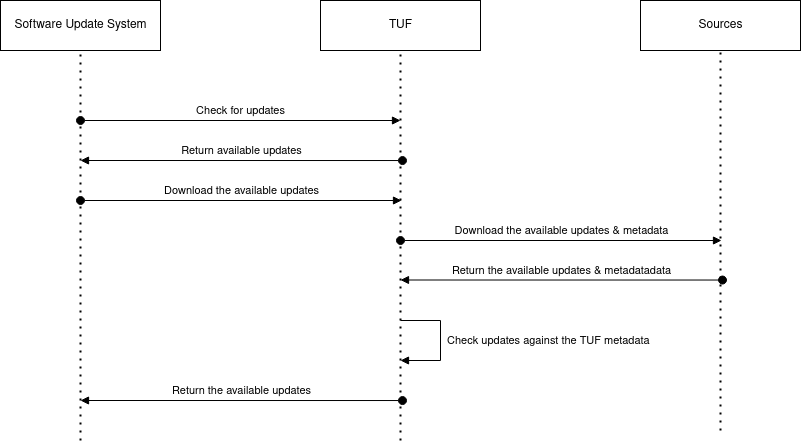 Software Update System
TUF
Sources
Check for updates
Return available updates
Download the available updates
Download the available updates & metadata
Return the available updates & metadatadata
Check updates against the TUF metadata
Return the available updates